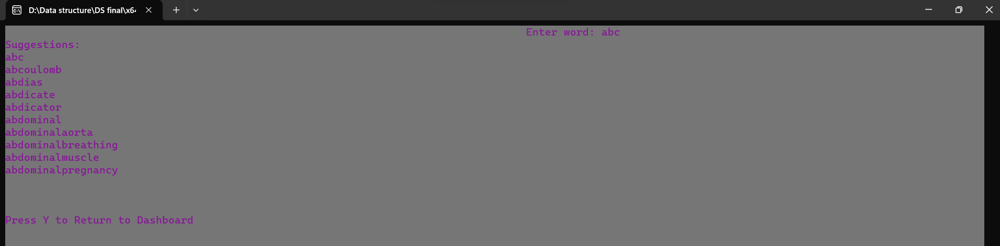 D:\Data structure\DS final\x64
Enter word: abc
Suggestions:
abc
abcoulomb
abdias
abdicate
abdicator
abdominal
abdominalaorta
abdominalbreathing
abdominalmuscle
abdominalpregnancy
Press Y to Return to Dashboard